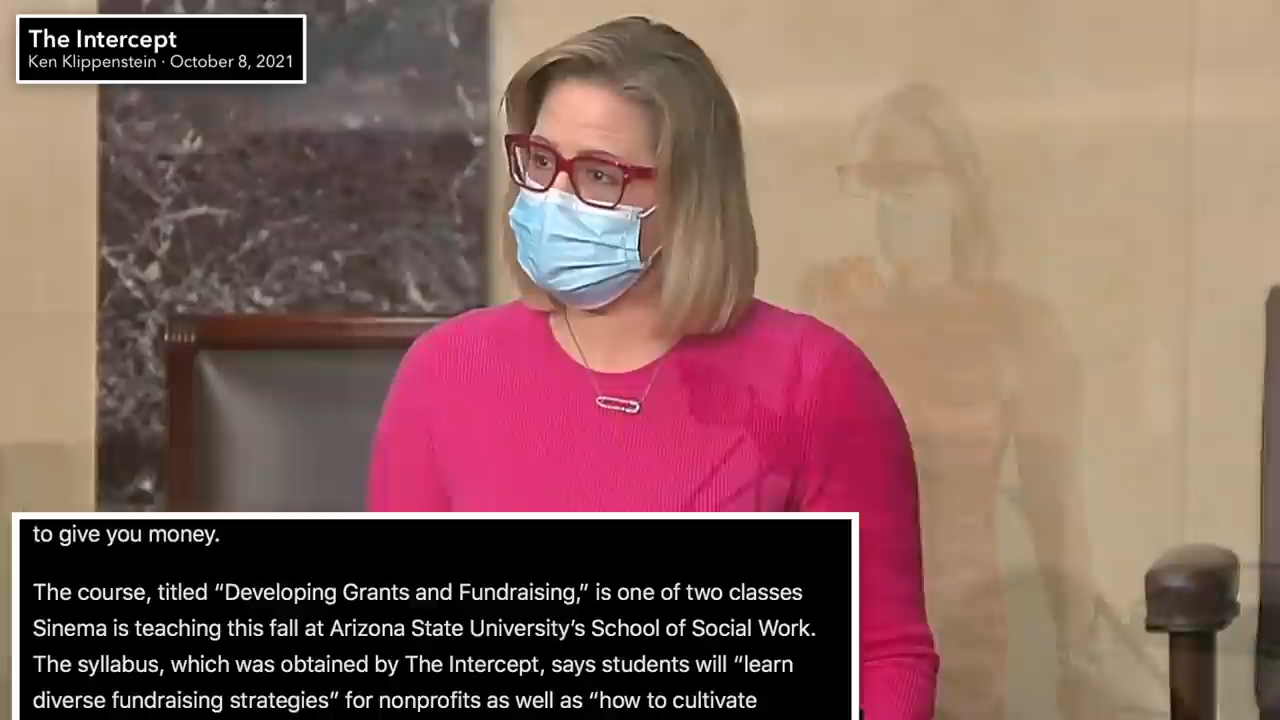 The Intercept
Ken Klippenstein · October 8, 2021
to give you money.
The course, titled “Developing Grants and Fundraising,” is one of two classes
Sinema is teaching this fall at Arizona State University’s School of Social Work.
The syllabus, which was obtained by The Intercept, says students will “learn
diverse fundraising strategies” for nonprofits as well as “how to cultivate